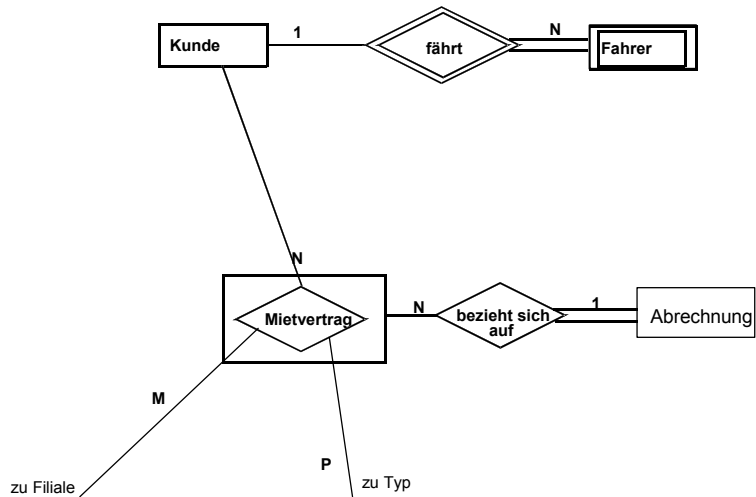 Kunde
1
fährt
N
Fahrer
N
Mietvertrag
N
bezieht sich
auf
1
Abrechnung
M
P
zu Filiale
zu Typ